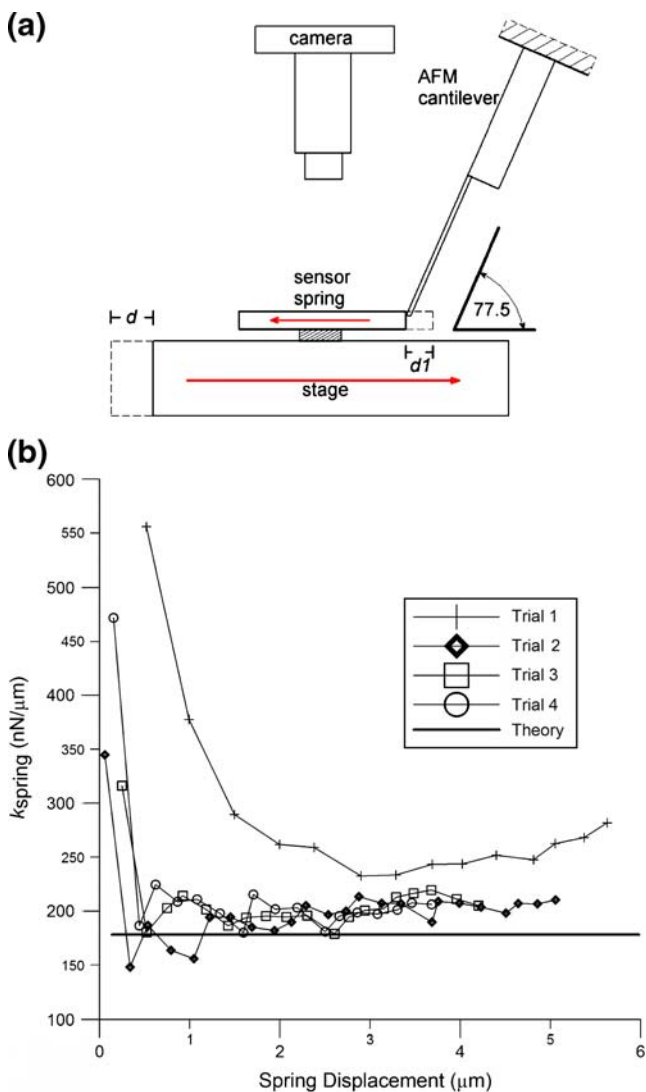 (a)
camera
AFM
cantilever
sensor
spring
d
77.5
d1
stage
(b)
600
550
500
450
400
350
300
250
200
150
100
kspring (nN/μm)
Trial 1
Trial 2
Trial 3
Trial 4
Theory
0 1 2 3 4 5 6
Spring Displacement (μm)